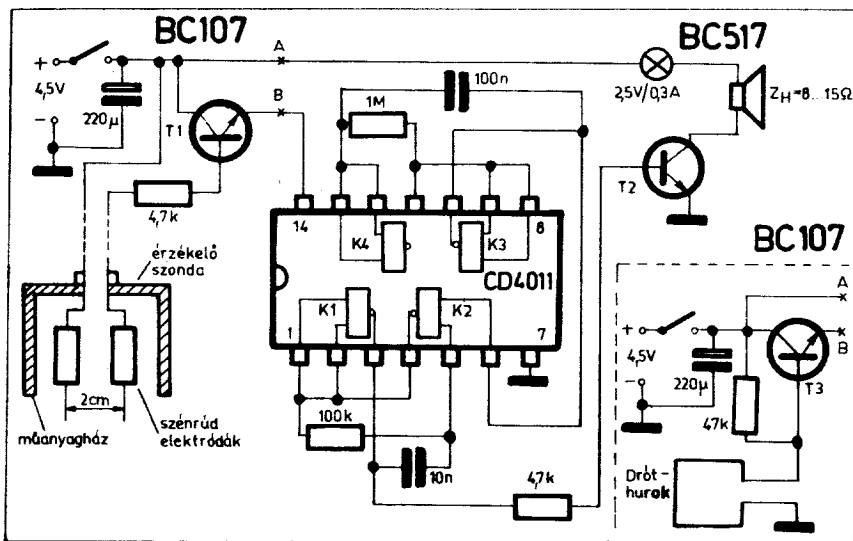 BC107
BC517
+
4,5V
-
220μ
T1
A
B
4,7k
1M
100n
2,5V/0,3A
Z_H=8...15Ω
T2
érzékelő
szonda
14
K4
K3
8
CD4011
K1
K2
1
7
2cm
műanyagház
szénrúd
elektródák
100k
10n
4,7k
BC107
A
B
+
4,5V
-
220μ
T3
47k
Drót-
hurok